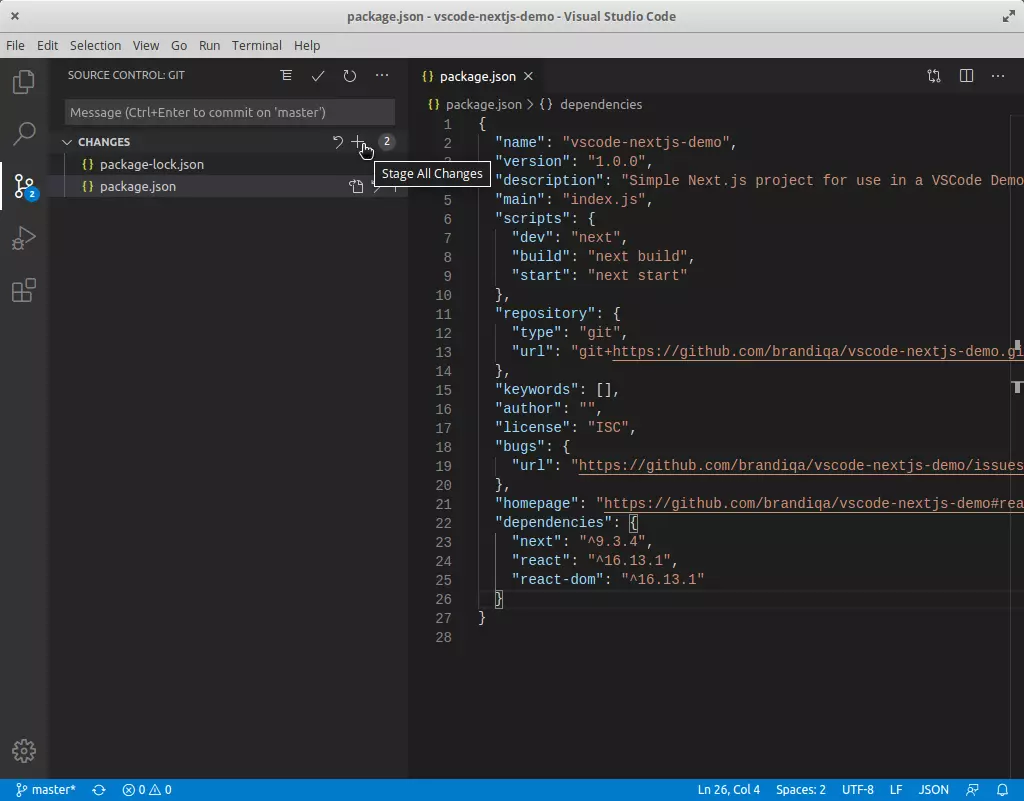 package.json - vscode-nextjs-demo - Visual Studio Code
File Edit Selection View Go Run Terminal Help
SOURCE CONTROL: GIT
Message (Ctrl+Enter to commit on 'master')
CHANGES 2
package-lock.json
package.json
Stage All Changes
2
{} package.json
{} package.json > {} dependencies
1 {
2 "name": "vscode-nextjs-demo",
"version": "1.0.0",
"description": "Simple Next.js project for use in a VSCode Demo
5 "main": "index.js",
6 "scripts": {
7 "dev": "next",
8 "build": "next build",
9 "start": "next start"
10 },
11 "repository": {
12 "type": "git",
13 "url": "git+https://github.com/brandiqa/vscode-nextjs-demo.gi
14 },
15 "keywords": [],
16 "author": "",
17 "license": "ISC",
18 "bugs": {
19 "url": "https://github.com/brandiqa/vscode-nextjs-demo/issues
20 },
21 "homepage": "https://github.com/brandiqa/vscode-nextjs-demo#rea
22 "dependencies": {
23 "next": "^9.3.4",
24 "react": "^16.13.1",
25 "react-dom": "^16.13.1"
26 }
27 }
28
master* 0 0 Ln 26, Col 4 Spaces: 2 UTF-8 LF JSON